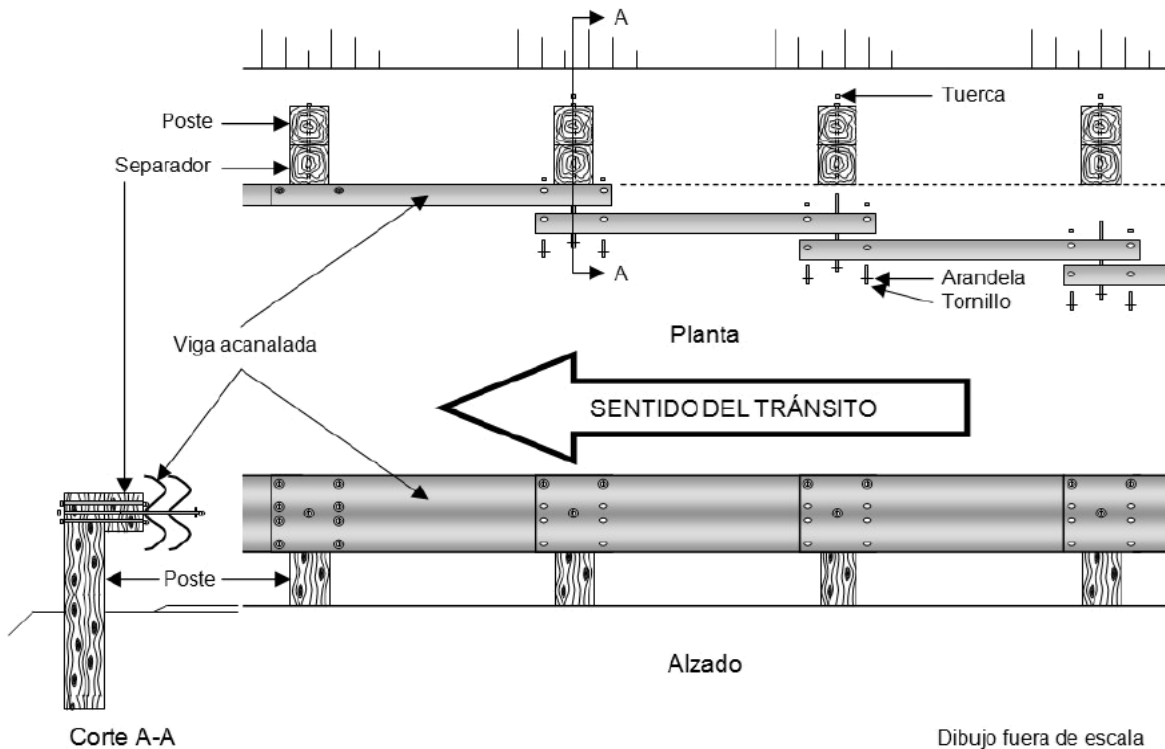 A
Tuerca
Poste
Separador
A
Arandela
Tornillo
Planta
Viga acanalada
SENTIDO DEL TRÁNSITO
Poste
Alzado
Corte A-A
Dibujo fuera de escala